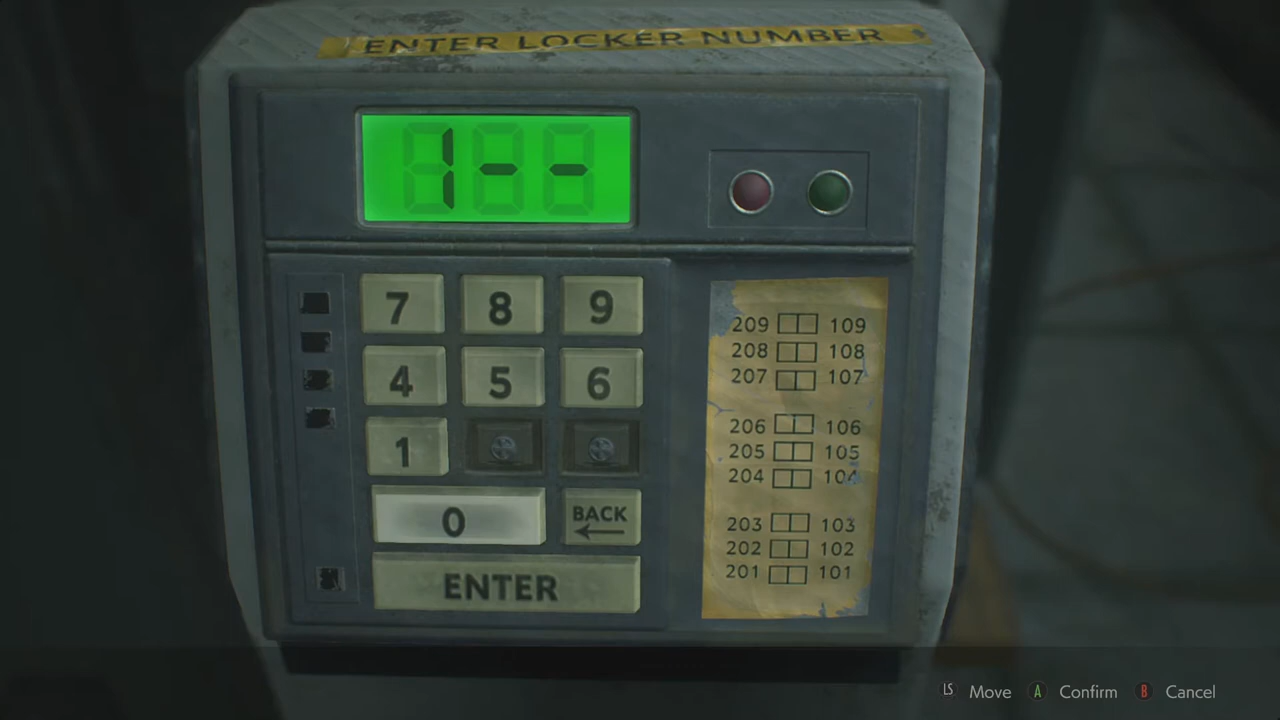 ENTER LOCKER NUMBER
1--
7 8 9
4 5 6
1
0 BACK
ENTER
209 109
208 108
207 107
206 106
205 105
204 104
203 103
202 102
201 101
LS Move A Confirm B Cancel